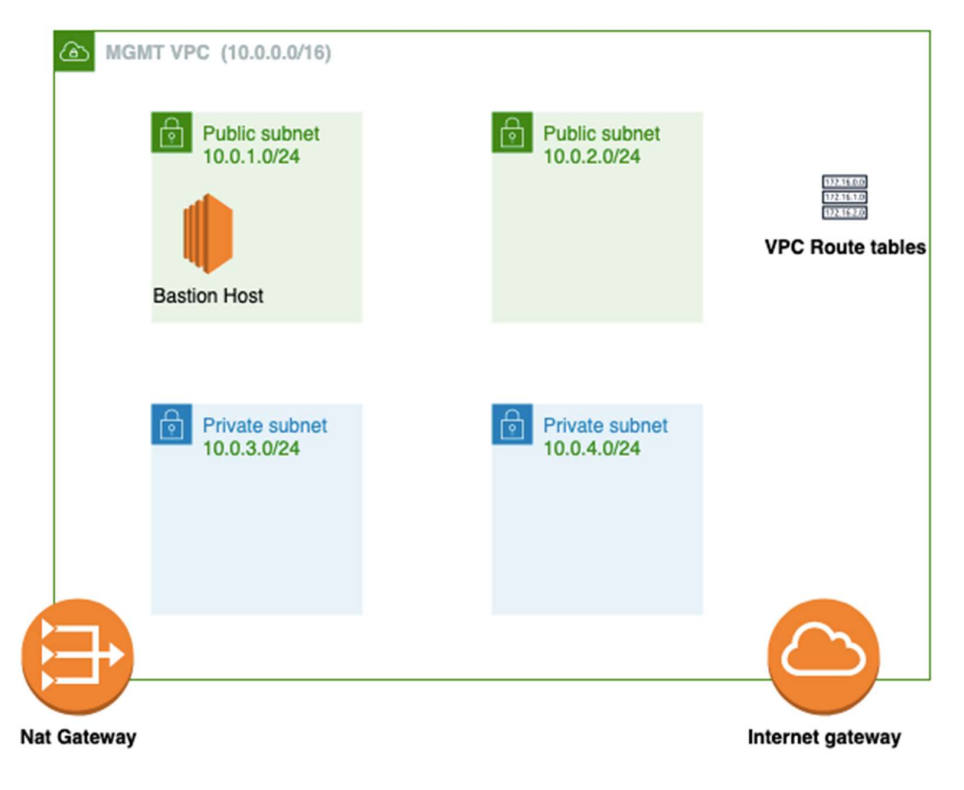 MGMT VPC (10.0.0.0/16)
Public subnet
10.0.1.0/24
Bastion Host
Public subnet
10.0.2.0/24
172.16.0.0
172.16.1.0
172.16.2.0
VPC Route tables
Private subnet
10.0.3.0/24
Private subnet
10.0.4.0/24
Nat Gateway
Internet gateway